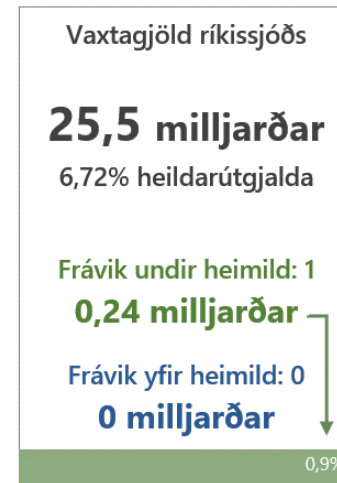 Vaxtagjöld ríkissjóðs
25,5 milljarðar
6,72% heildarútgjalda
Frávik undir heimild: 1
0,24 milljarðar
Frávik yfir heimild: 0
0 milljarðar
0,9%